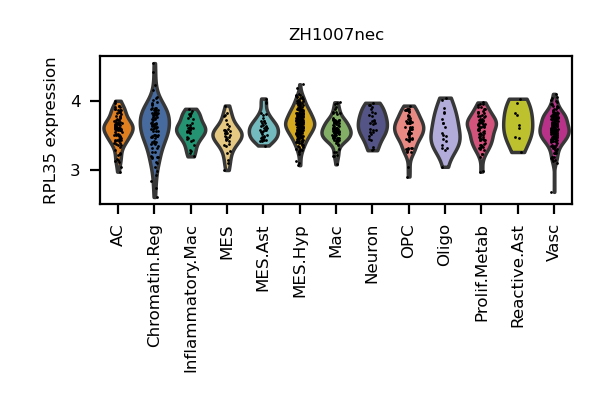 ZH1007nec
RPL35 expression
4
3
AC
Chromatin.Reg
Inflammatory.Mac
MES
MES.Ast
MES.Hyp
Mac
Neuron
OPC
Oligo
Prolif.Metab
Reactive.Ast
Vasc